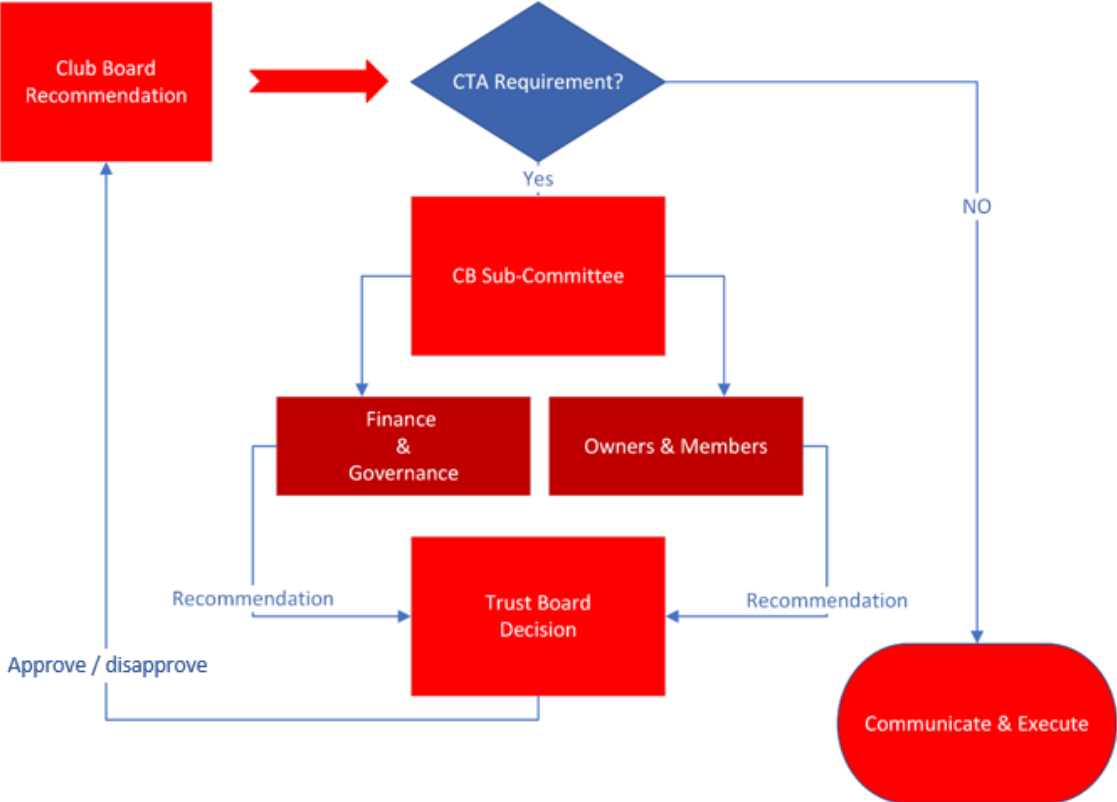 Club Board
Recommendation
CTA Requirement?
Yes
NO
CB Sub-Committee
Finance
&
Governance
Owners & Members
Recommendation
Trust Board
Decision
Recommendation
Approve / disapprove
Communicate & Execute